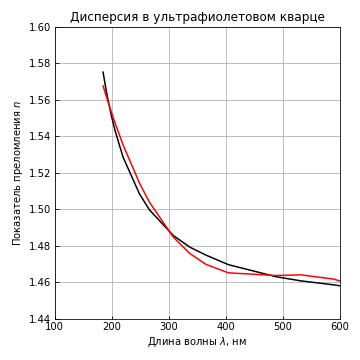 Дисперсия в ультрафиолетовом кварце
Показатель преломления n
1.60
1.58
1.56
1.54
1.52
1.50
1.48
1.46
1.44
100 200 300 400 500 600
Длина волны λ, нм